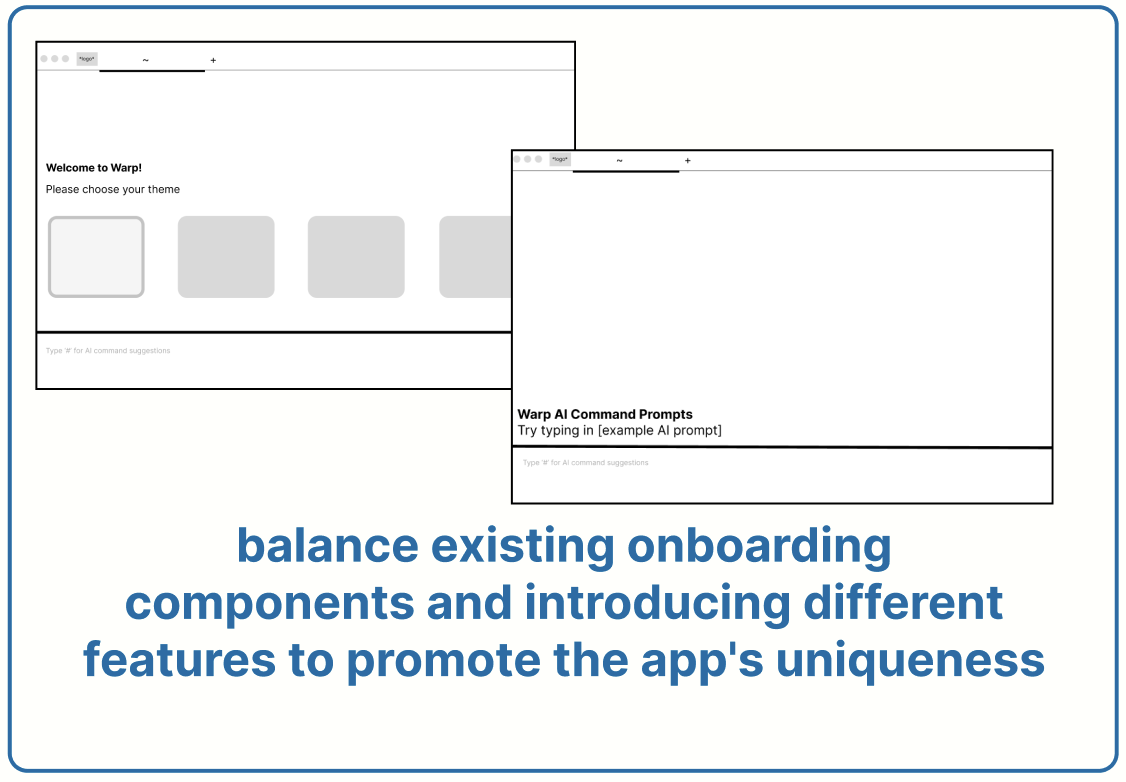 *logo*
~
+
Welcome to Warp!
Please choose your theme
Type '#' for AI command suggestions
*logo*
~
+
Warp AI Command Prompts
Try typing in [example AI prompt]
Type '#' for AI command suggestions
balance existing onboarding
components and introducing different
features to promote the app's uniqueness